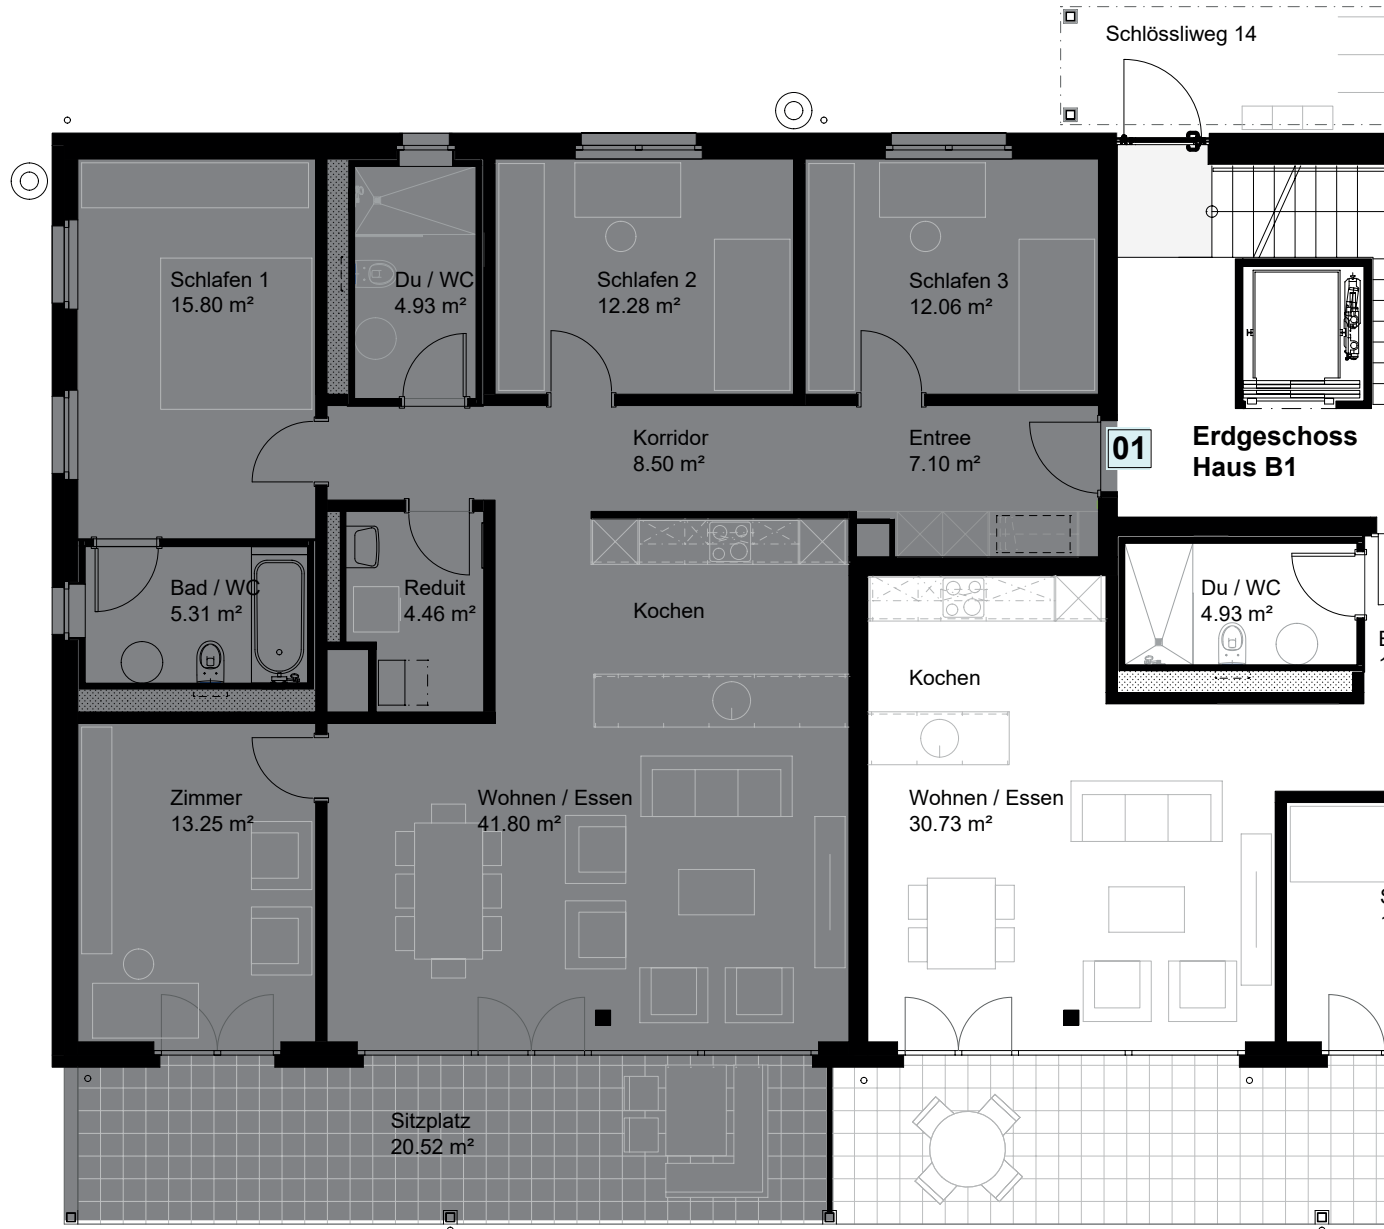 Schlössliweg 14
Schlafen 1
15.80 m²
Du / WC
4.93 m²
Schlafen 2
12.28 m²
Schlafen 3
12.06 m²
Korridor
8.50 m²
Entree
7.10 m²
01
Erdgeschoss
Haus B1
Bad / WC
5.31 m²
Reduit
4.46 m²
Kochen
Du / WC
4.93 m²
Kochen
Zimmer
13.25 m²
Wohnen / Essen
41.80 m²
Wohnen / Essen
30.73 m²
Sitzplatz
20.52 m²